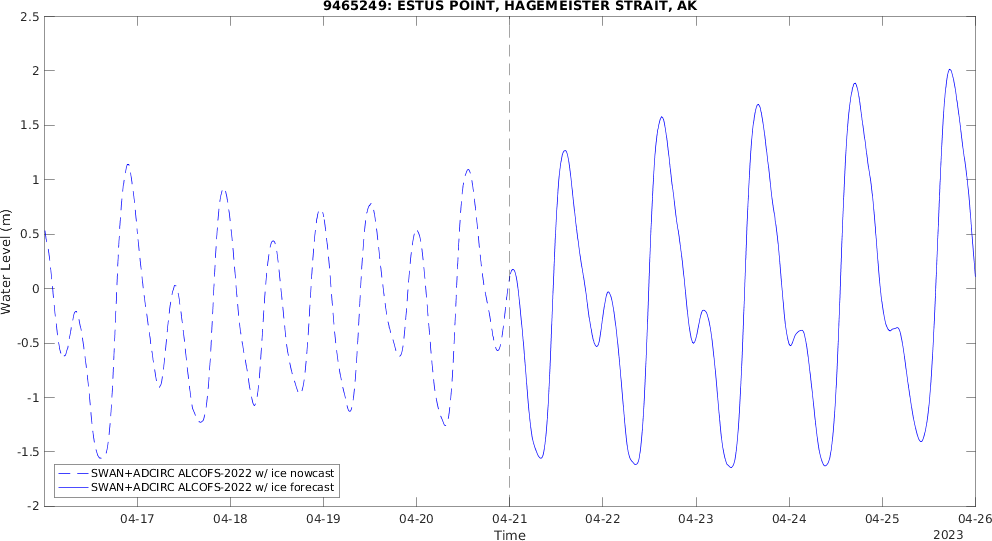 9465249: ESTUS POINT, HAGEMEISTER STRAIT, AK
2.5
2
1.5
1
0.5
0
-0.5
-1
-1.5
-2
Water Level (m)
SWAN+ADCIRC ALCOFS-2022 w/ ice nowcast
SWAN+ADCIRC ALCOFS-2022 w/ ice forecast
04-17 04-18 04-19 04-20 04-21 04-22 04-23 04-24 04-25 04-26
Time
2023